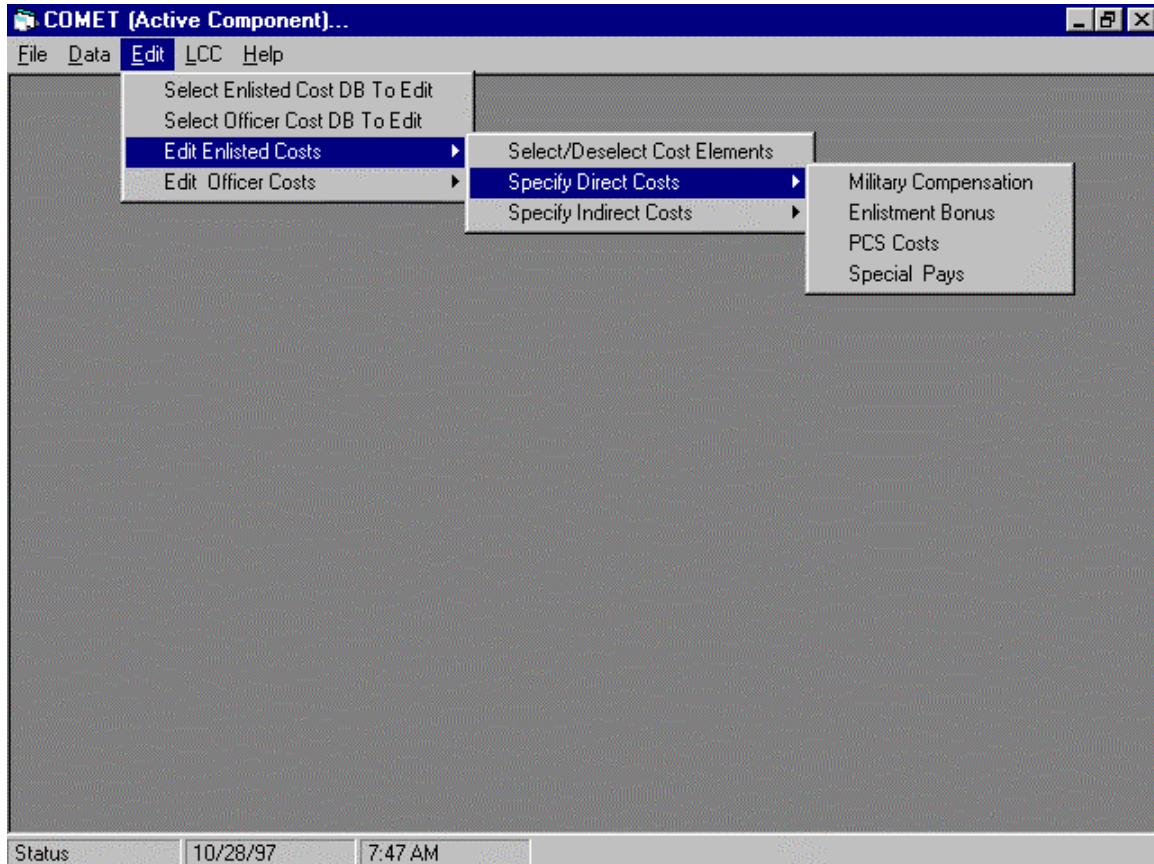 COMET (Active Component)...
File Data Edit LCC Help
Select Enlisted Cost DB To Edit
Select Officer Cost DB To Edit
Edit Enlisted Costs
Edit Officer Costs
Select/Deselect Cost Elements
Specify Direct Costs
Specify Indirect Costs
Military Compensation
Enlistment Bonus
PCS Costs
Special Pays
Status 10/28/97 7:47 AM